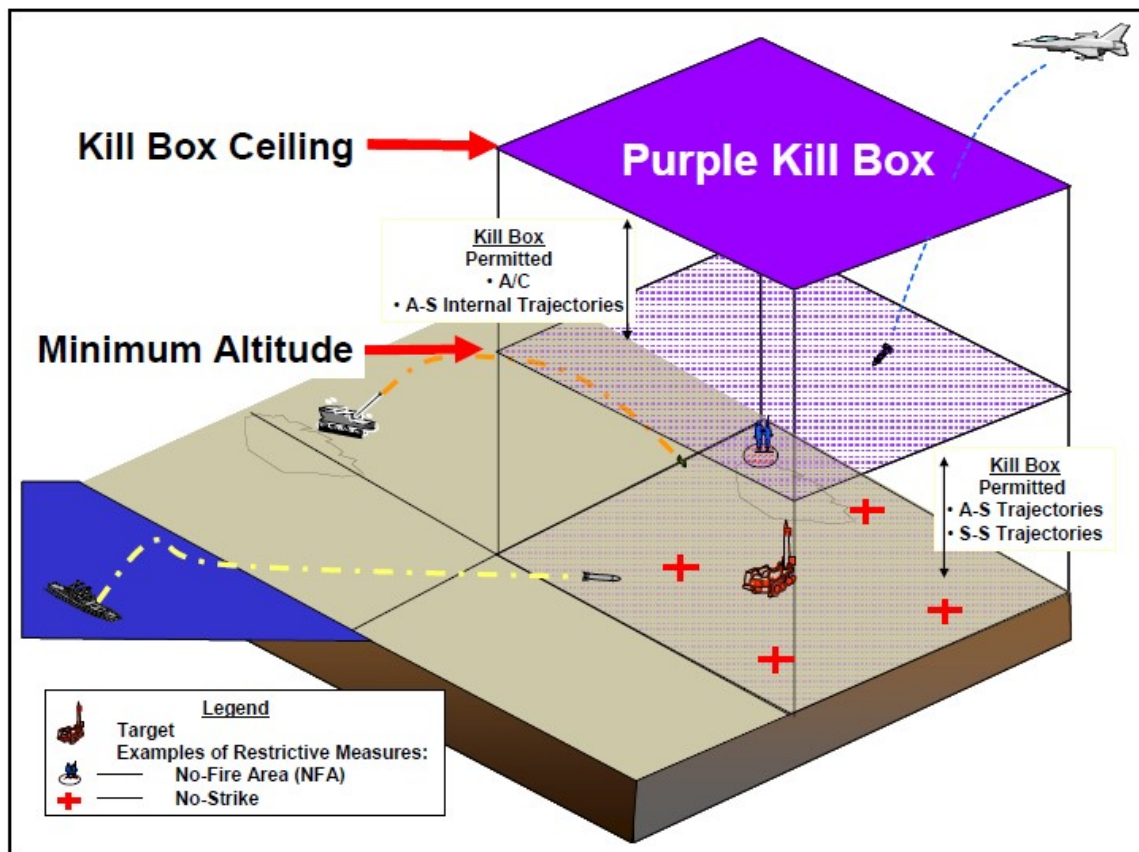 Kill Box Ceiling
Purple Kill Box
Kill Box
Permitted
• A/C
• A-S Internal Trajectories
Minimum Altitude
Kill Box
Permitted
• A-S Trajectories
• S-S Trajectories
Legend
Target
Examples of Restrictive Measures:
No-Fire Area (NFA)
No-Strike